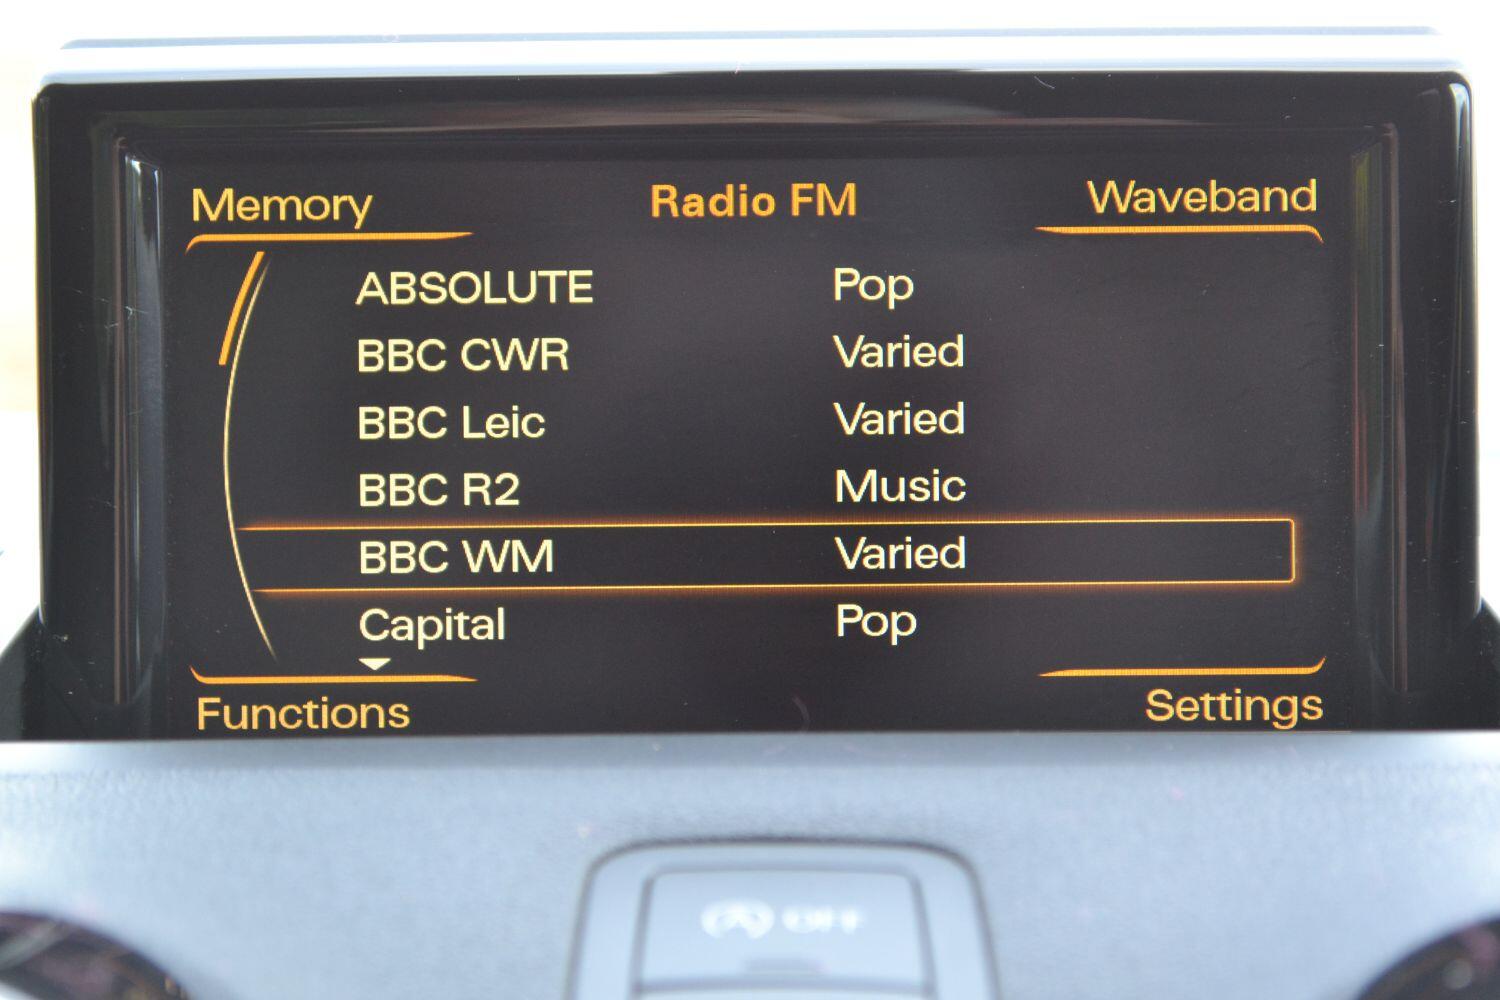 Memory Radio FM Waveband
ABSOLUTE Pop
BBC CWR Varied
BBC Leic Varied
BBC R2 Music
BBC WM Varied
Capital Pop
Functions Settings
OFF